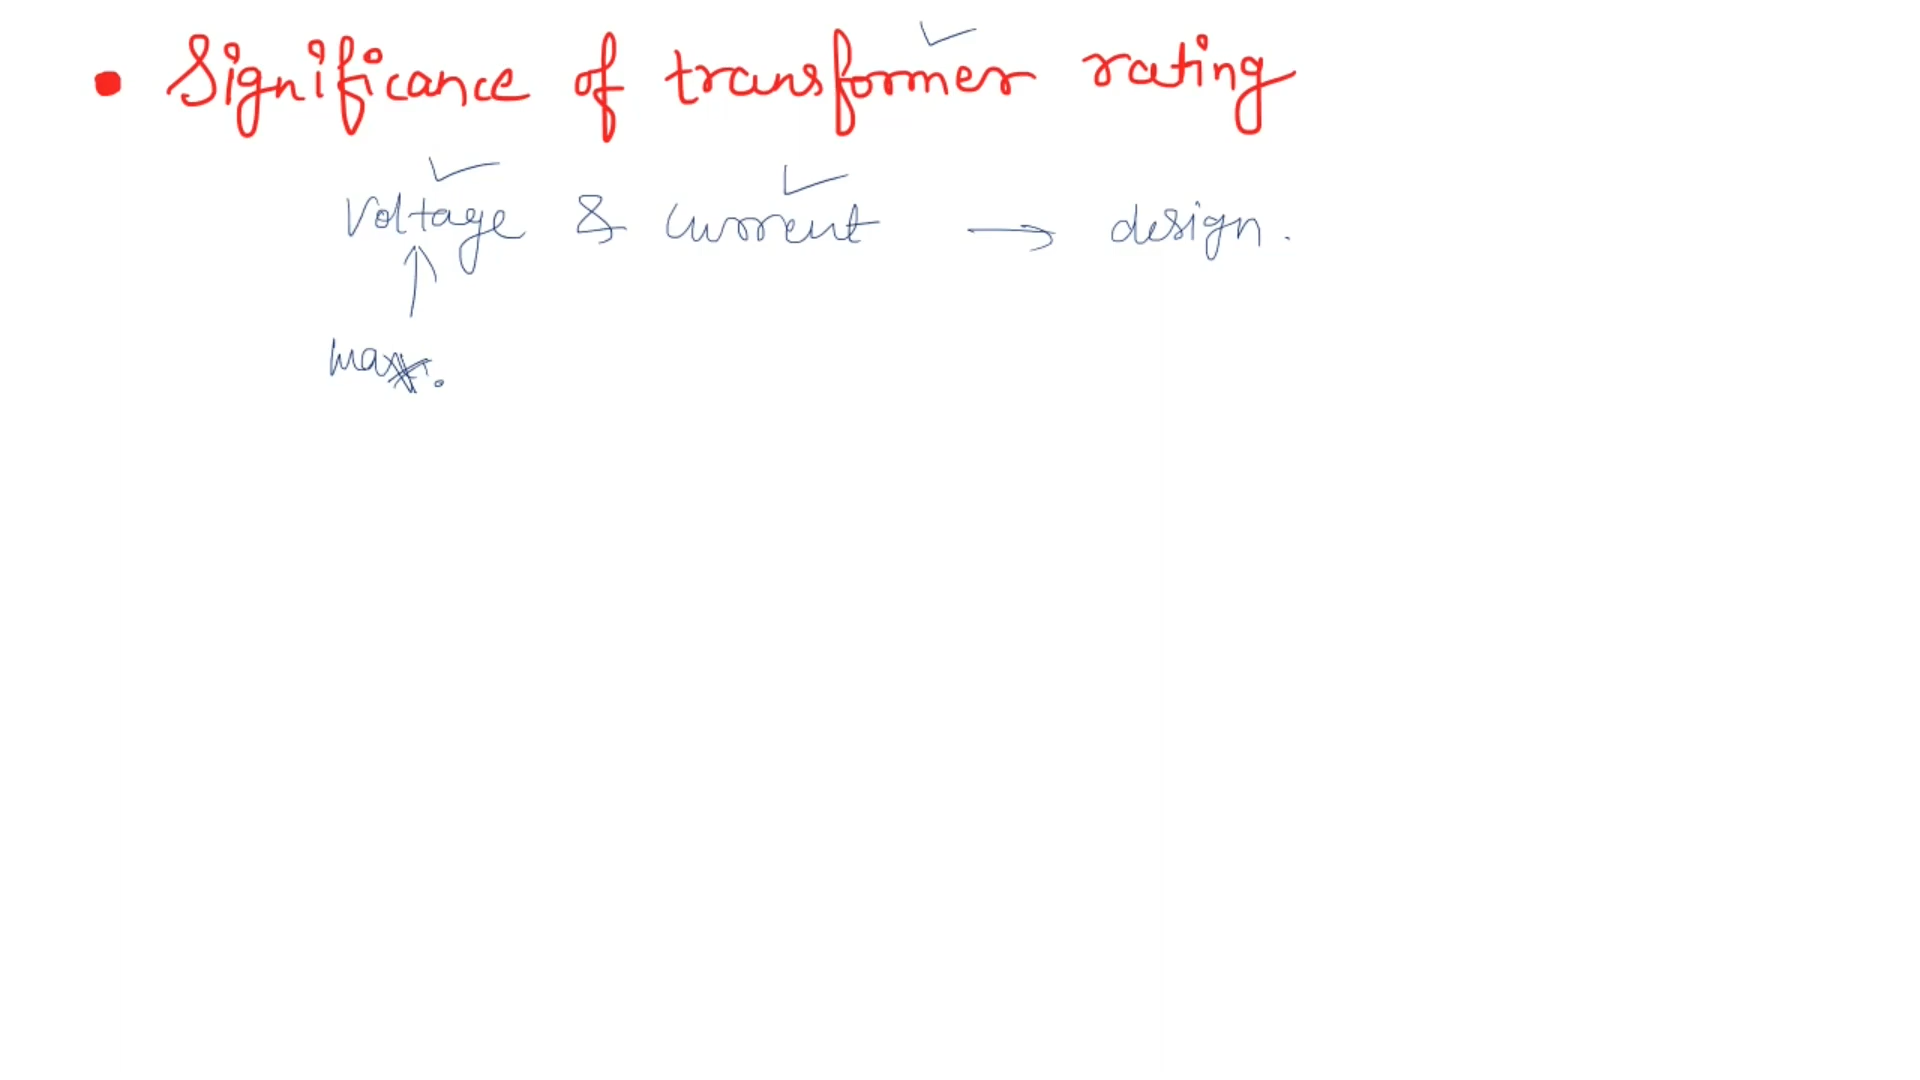 • Significance of transformer rating
Voltage & current → design.
↑
max.